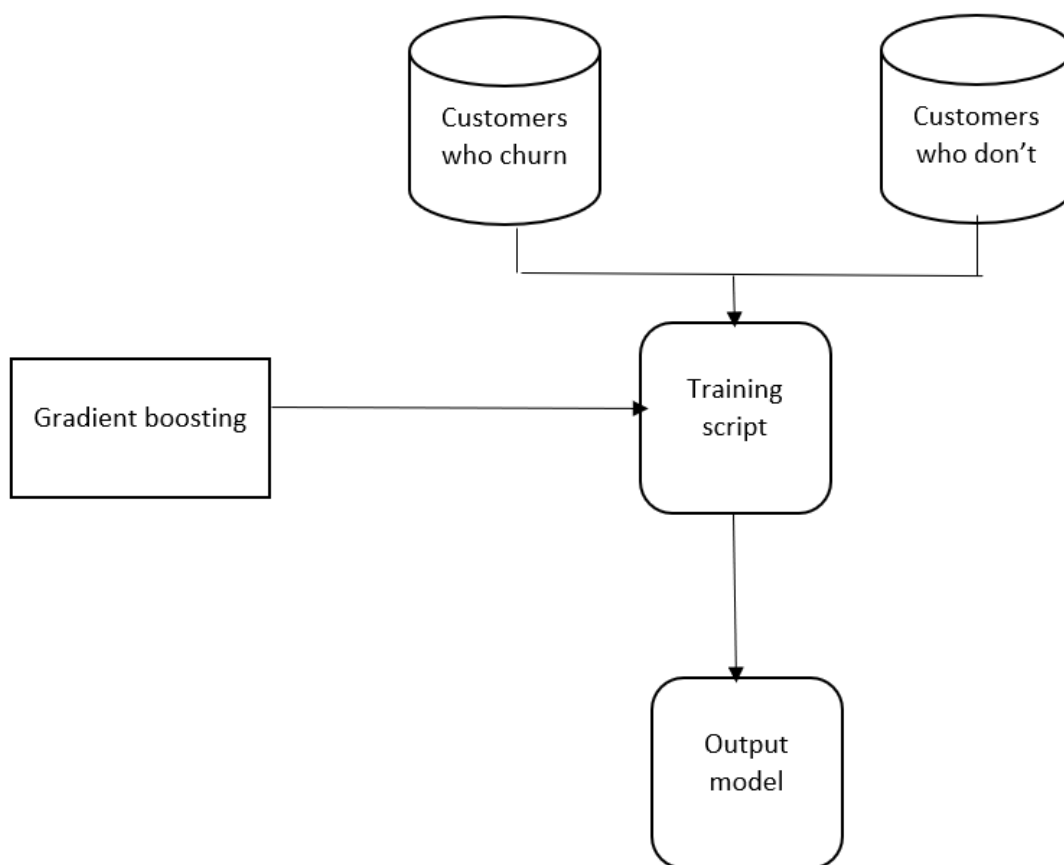 Customers
who churn
Customers
who don’t
Gradient boosting
Training
script
Output
model